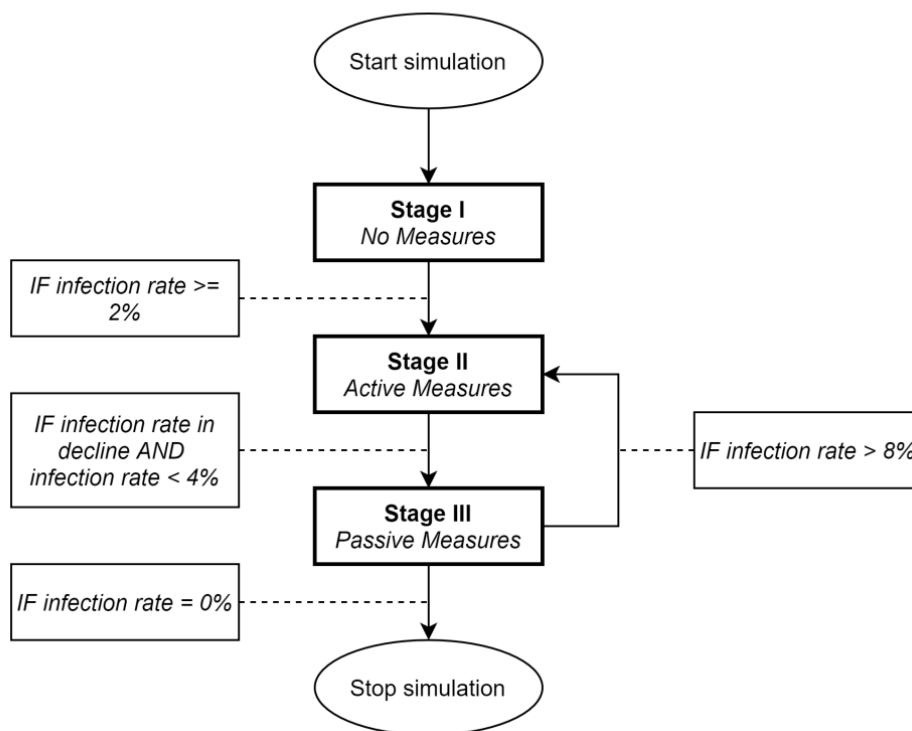 Start simulation
Stage I
No Measures
IF infection rate >=
2%
Stage II
Active Measures
IF infection rate in
decline AND
infection rate < 4%
IF infection rate > 8%
Stage III
Passive Measures
IF infection rate = 0%
Stop simulation